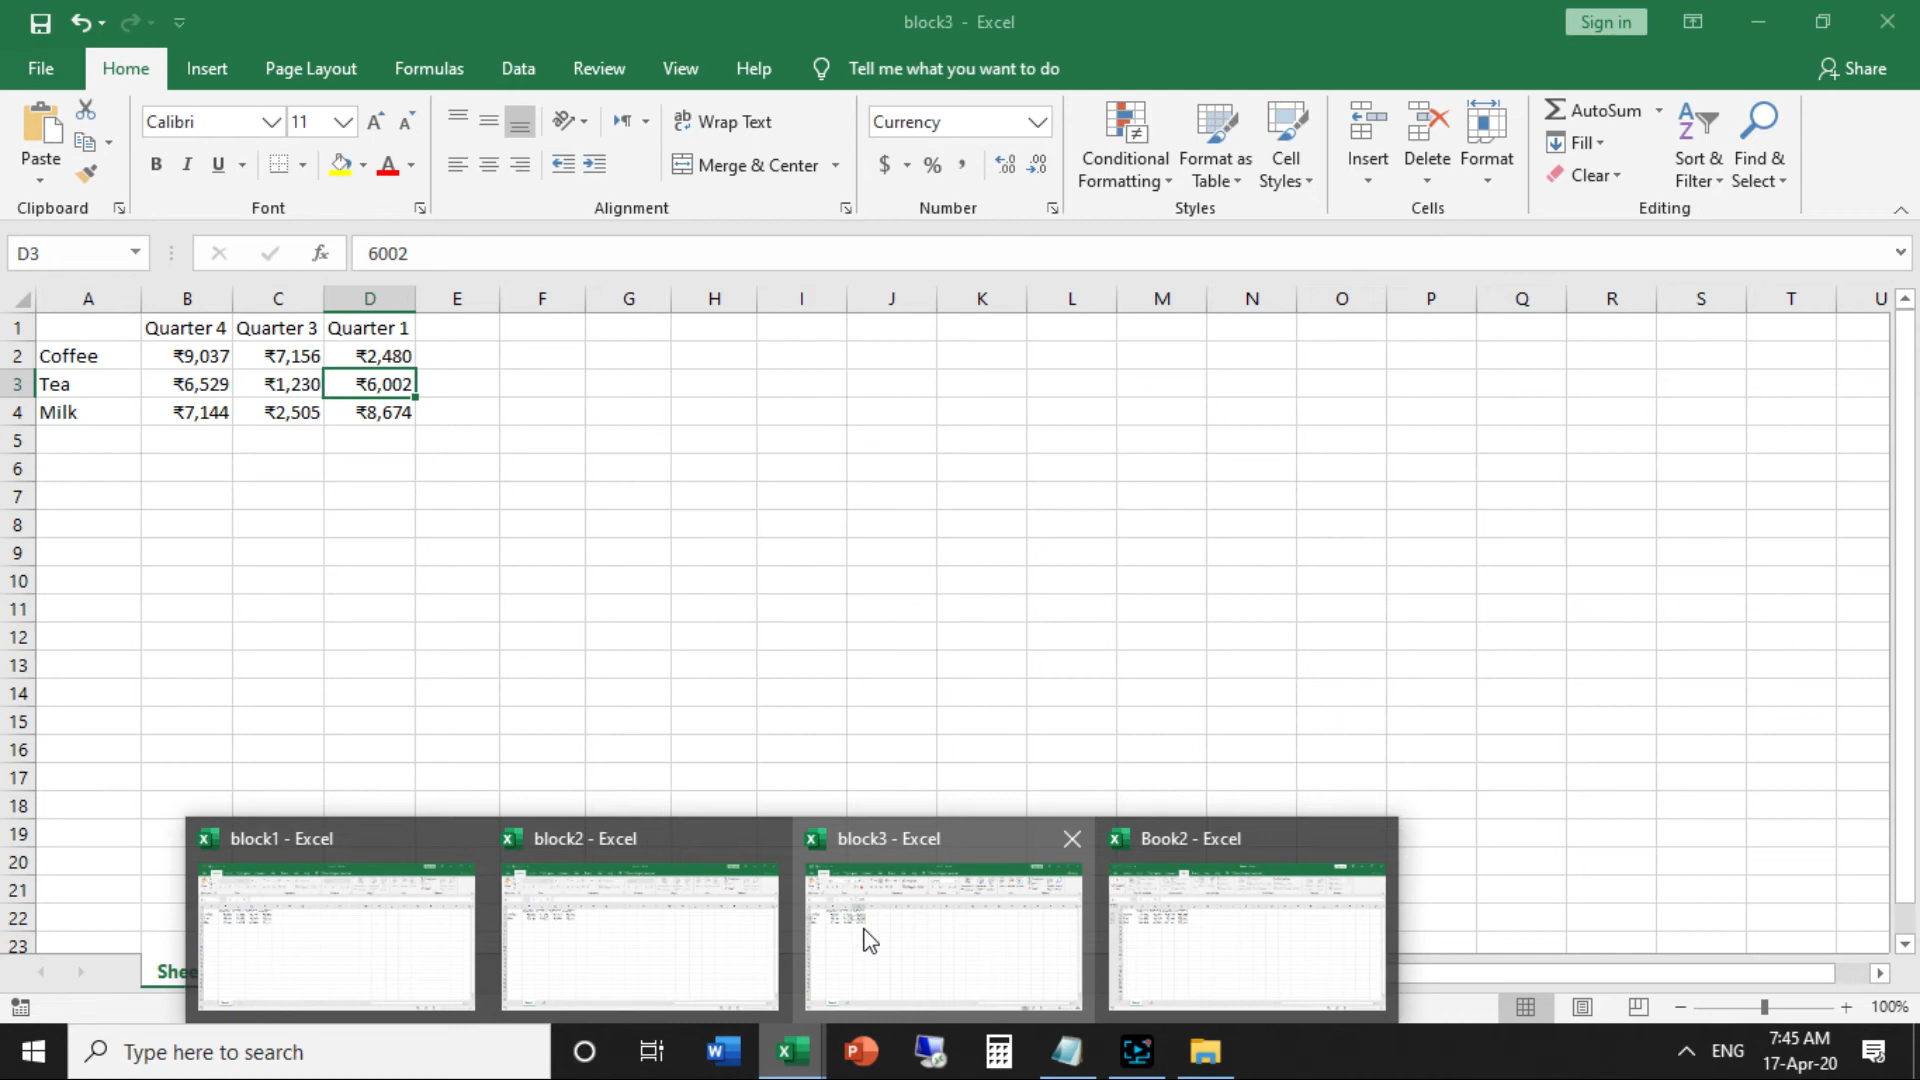 block3 - Excel
Sign in
File Home Insert Page Layout Formulas Data Review View Help Tell me what you want to do Share
Calibri 11 Wrap Text Currency AutoSum
Paste Merge & Center $ % , Conditional Formatting Format as Table Cell Styles Insert Delete Format Fill Clear Sort & Filter Find & Select
Clipboard Font Alignment Number Styles Cells Editing
D3 fx 6002
A B C D E F G H I J K L M N O P Q R S T U
1 Quarter 4 Quarter 3 Quarter 1
2 Coffee ₹9,037 ₹7,156 ₹2,480
3 Tea ₹6,529 ₹1,230 ₹6,002
4 Milk ₹7,144 ₹2,505 ₹8,674
5
6
7
8
9
10
11
12
13
14
15
16
17
18
19
20
21
22
23
block1 - Excel block2 - Excel block3 - Excel Book2 - Excel
Shee
100%
Type here to search
ENG 7:45 AM
17-Apr-20